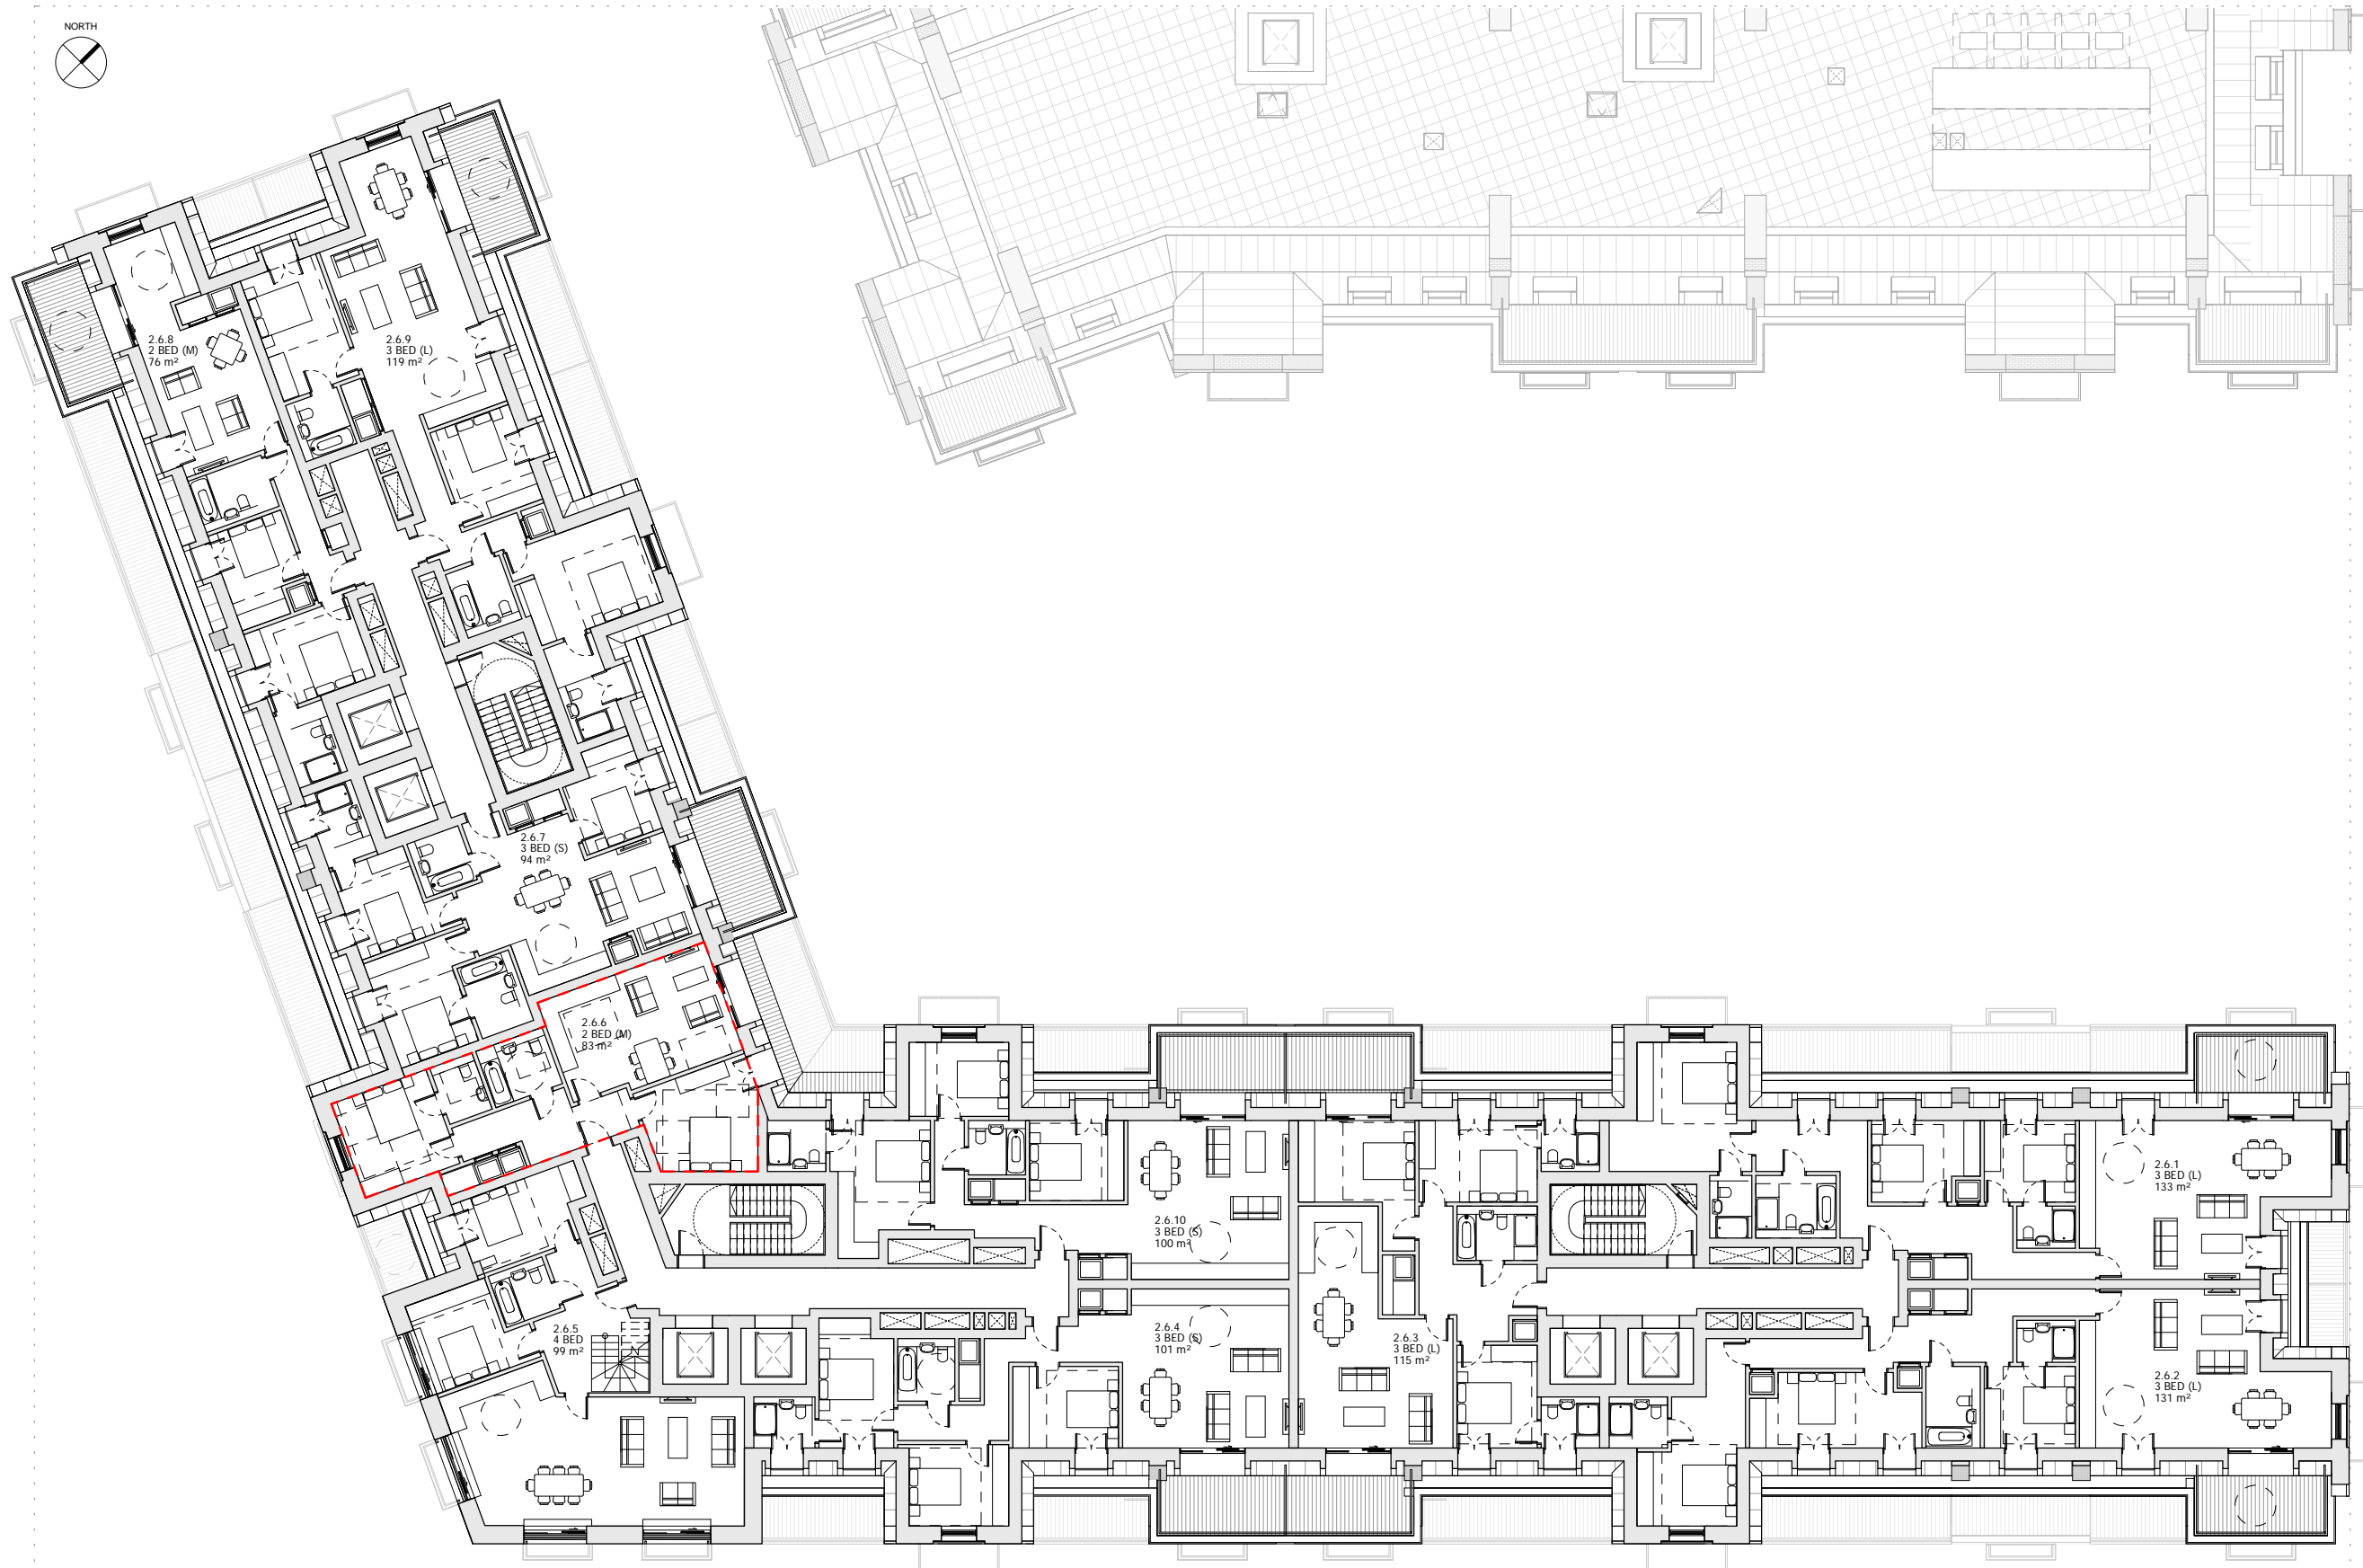 NORTH
2.6.8
2 BED (M)
76 m²
2.6.9
3 BED (L)
119 m²
2.6.7
3 BED (S)
94 m²
2.6.6
2 BED (M)
83 m²
2.6.10
3 BED (S)
100 m²
2.6.1
3 BED (L)
133 m²
2.6.5
4 BED
99 m²
2.6.4
3 BED (S)
101 m²
2.6.3
3 BED (L)
115 m²
2.6.2
3 BED (L)
131 m²